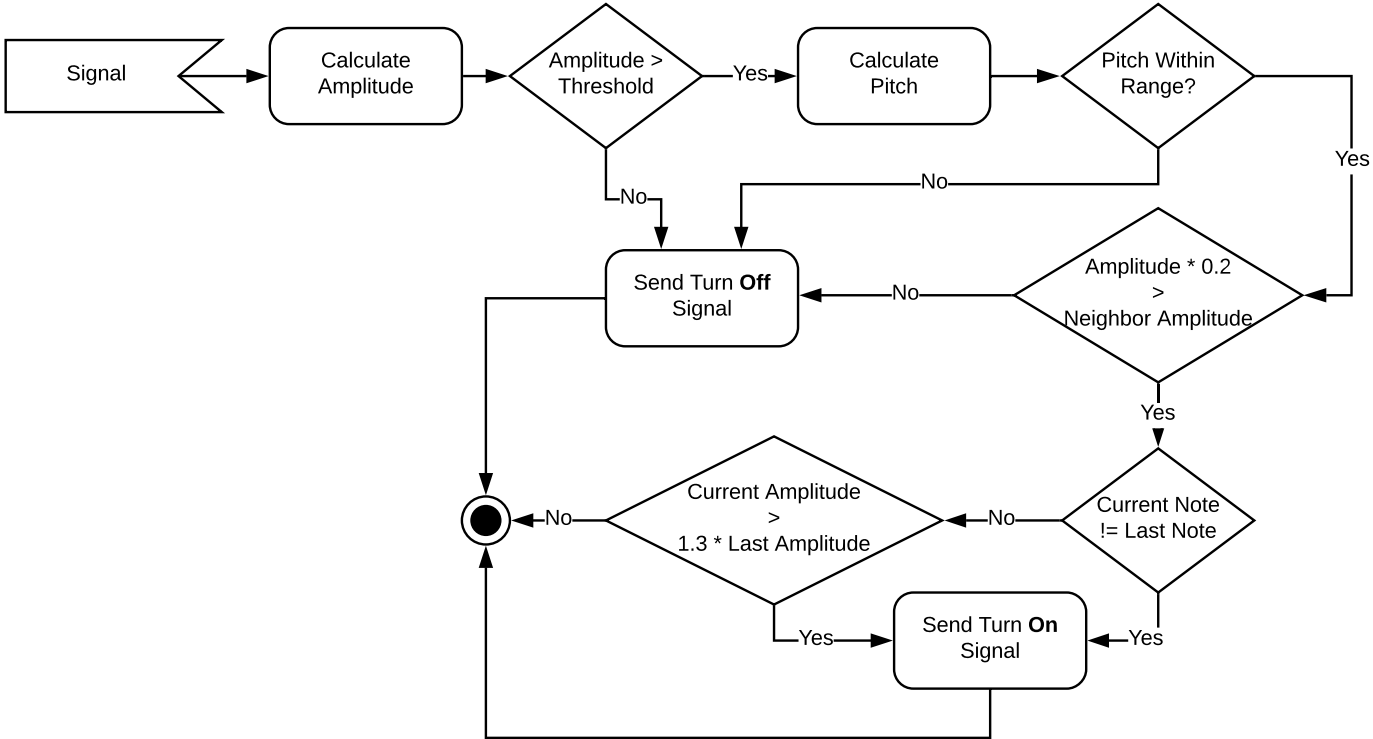 Signal
Calculate
Amplitude
Amplitude >
Threshold
Yes
Calculate
Pitch
Pitch Within
Range?
Yes
No
No
Send Turn Off
Signal
No
Amplitude * 0.2
>
Neighbor Amplitude
Yes
Current Note
!= Last Note
No
Current Amplitude
>
1.3 * Last Amplitude
No
Yes
Send Turn On
Signal
Yes